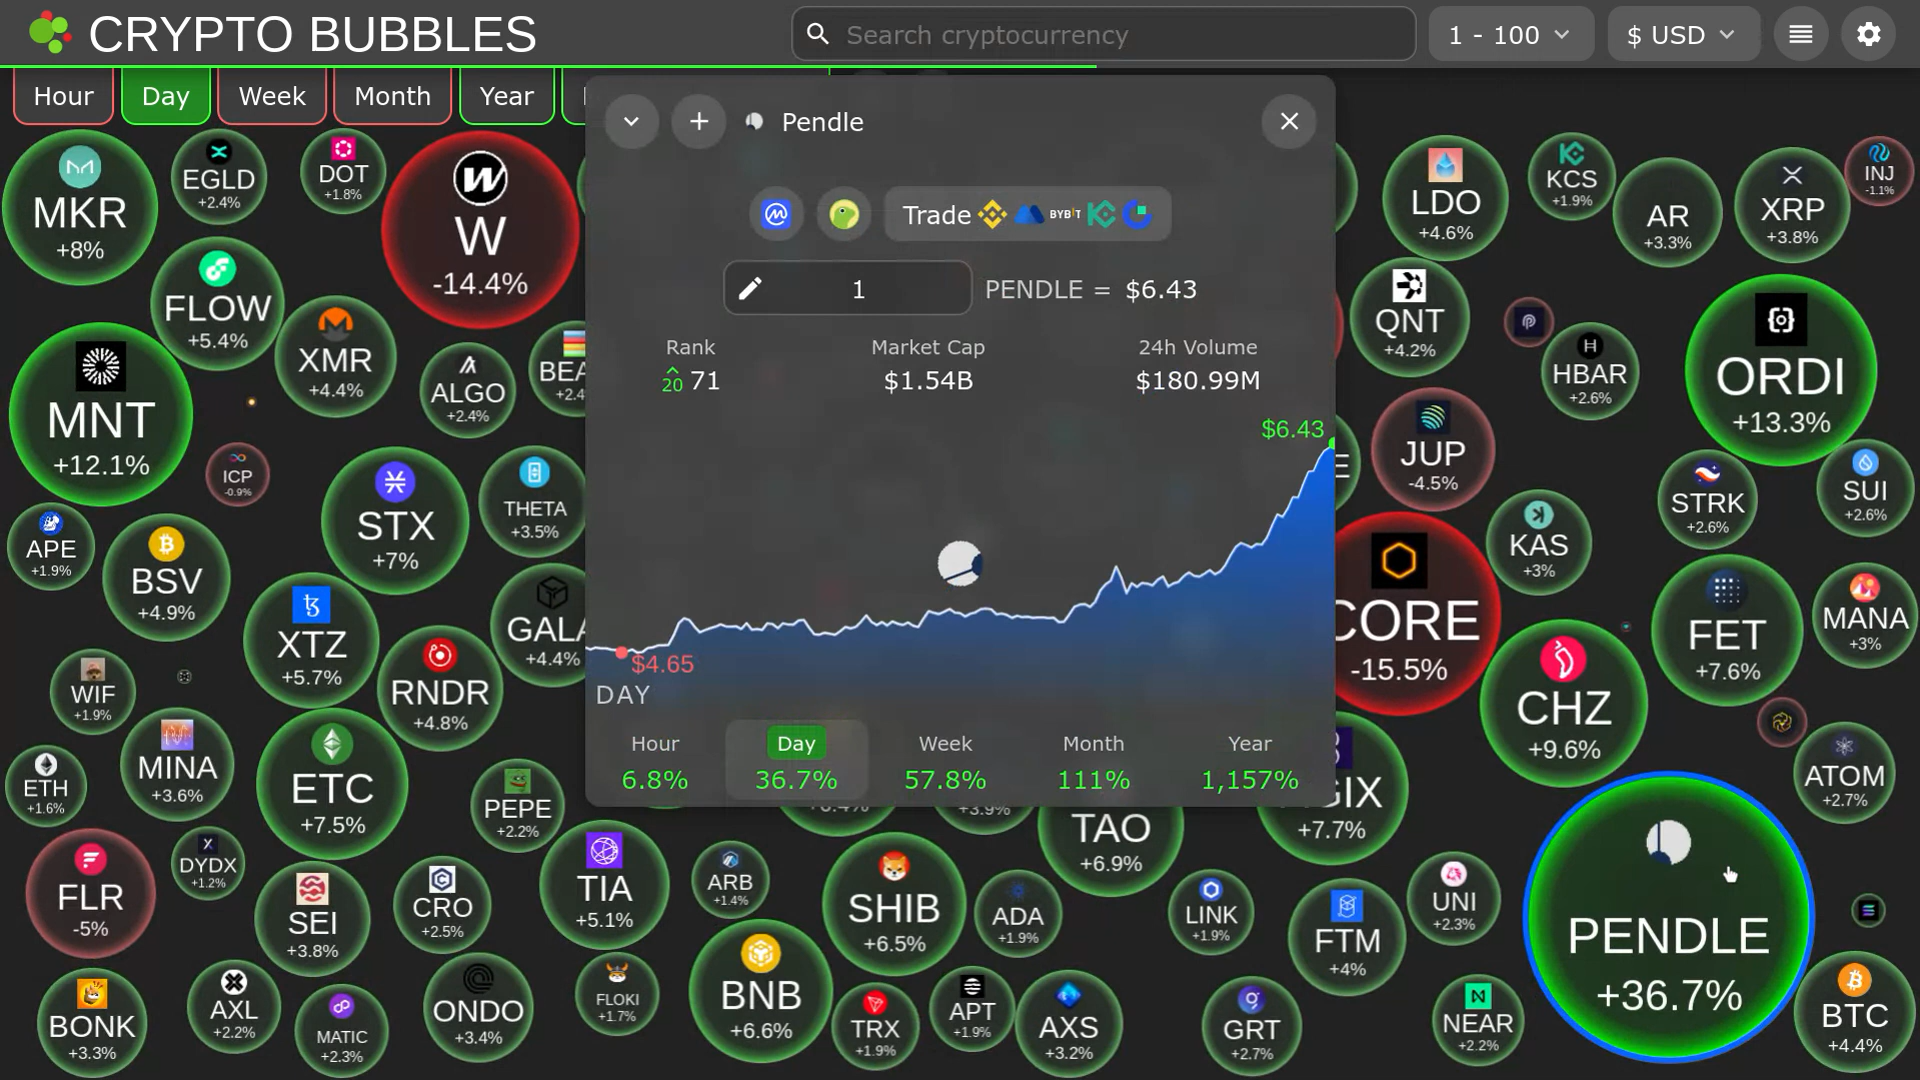 CRYPTO BUBBLES
Search cryptocurrency
1 - 100
$ USD
Hour
Day
Week
Month
Year
Pendle
Trade
BYBIT
1
PENDLE = $6.43
Rank
20 71
Market Cap
$1.54B
24h Volume
$180.99M
$6.43
$4.65
DAY
Hour
6.8%
Day
36.7%
Week
57.8%
Month
111%
Year
1,157%
MKR
+8%
EGLD
+2.4%
DOT
+1.8%
W
-14.4%
FLOW
+5.4%
XMR
+4.4%
ALGO
+2.4%
MNT
+12.1%
ICP
-0.9%
STX
+7%
THETA
+3.5%
APE
+1.9%
BSV
+4.9%
XTZ
+5.7%
GALA
+4.4%
RNDR
+4.8%
WIF
+1.9%
MINA
+3.6%
ETH
+1.6%
ETC
+7.5%
PEPE
+2.2%
FLR
-5%
DYDX
+1.2%
SEI
+3.8%
CRO
+2.5%
TIA
+5.1%
ARB
+1.4%
SHIB
+6.5%
ADA
+1.9%
TAO
+6.9%
+3.9%
BONK
+3.3%
AXL
+2.2%
MATIC
+2.3%
ONDO
+3.4%
FLOKI
+1.7%
BNB
+6.6%
TRX
+1.9%
APT
+1.9%
AXS
+3.2%
LDO
+4.6%
KCS
+1.9%
AR
+3.3%
XRP
+3.8%
INJ
-1.1%
QNT
+4.2%
HBAR
+2.6%
ORDI
+13.3%
JUP
-4.5%
STRK
+2.6%
SUI
+2.6%
CORE
-15.5%
KAS
+3%
FET
+7.6%
MANA
+3%
CHZ
+9.6%
ATOM
+2.7%
GIX
+7.7%
LINK
+1.9%
FTM
+4%
UNI
+2.3%
PENDLE
+36.7%
GRT
+2.7%
NEAR
+2.2%
BTC
+4.4%